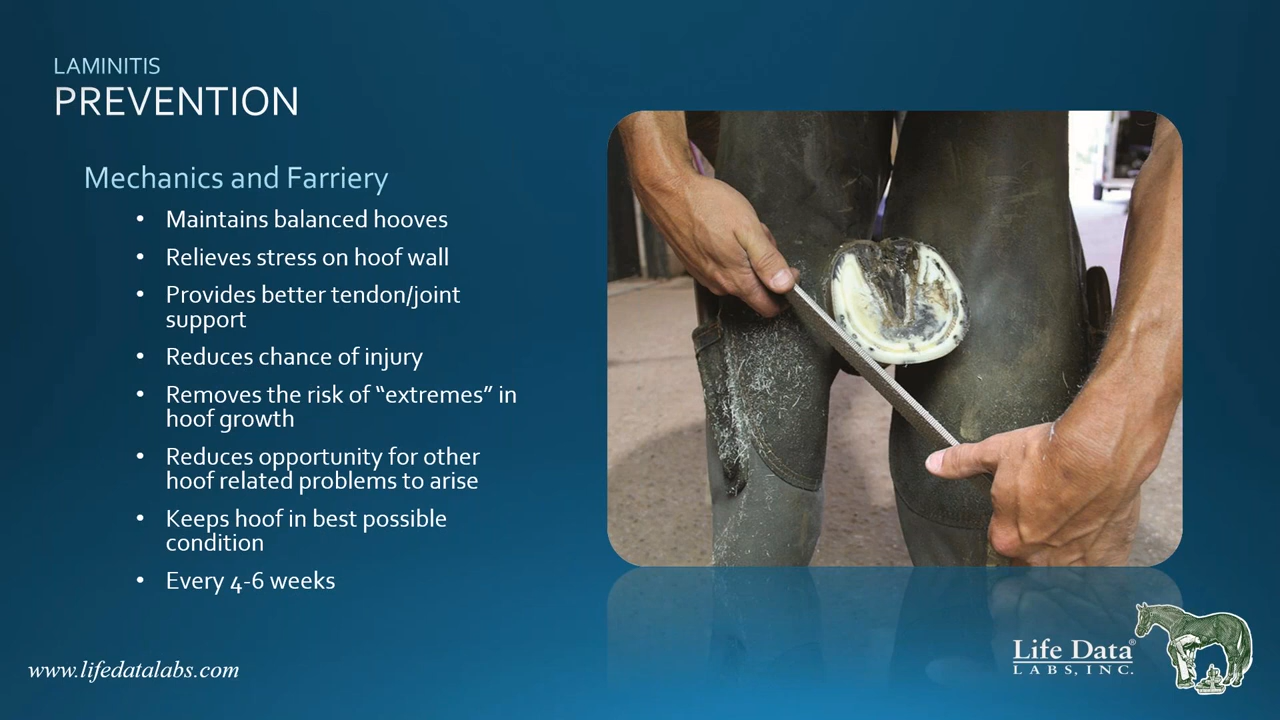 LAMINITIS
PREVENTION
Mechanics and Farriery
• Maintains balanced hooves
• Relieves stress on hoof wall
• Provides better tendon/joint
support
• Reduces chance of injury
• Removes the risk of “extremes” in
hoof growth
• Reduces opportunity for other
hoof related problems to arise
• Keeps hoof in best possible
condition
• Every 4-6 weeks
www.lifedatalabs.com
Life Data®
LABS, INC.